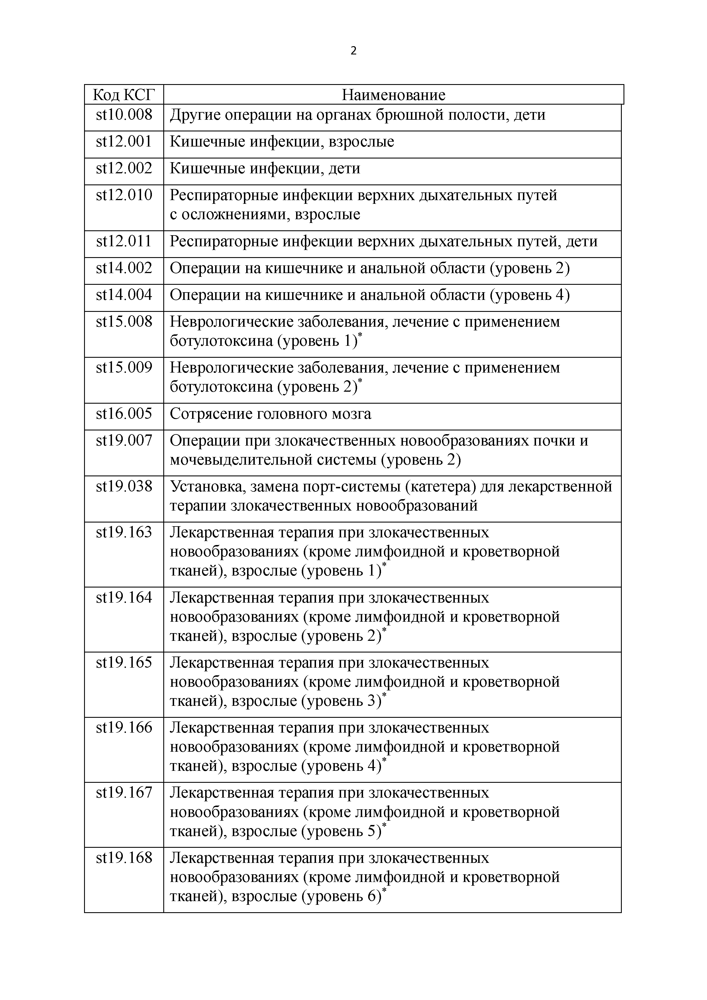 2
Код КСГ Наименование
st10.008 Другие операции на органах брюшной полости, дети
st12.001 Кишечные инфекции, взрослые
st12.002 Кишечные инфекции, дети
st12.010 Респираторные инфекции верхних дыхательных путей
с осложнениями, взрослые
st12.011 Респираторные инфекции верхних дыхательных путей, дети
st14.002 Операции на кишечнике и анальной области (уровень 2)
st14.004 Операции на кишечнике и анальной области (уровень 4)
st15.008 Неврологические заболевания, лечение с применением
ботулотоксина (уровень 1)*
st15.009 Неврологические заболевания, лечение с применением
ботулотоксина (уровень 2)*
st16.005 Сотрясение головного мозга
st19.007 Операции при злокачественных новообразованиях почки и
мочевыделительной системы (уровень 2)
st19.038 Установка, замена порт-системы (катетера) для лекарственной
терапии злокачественных новообразований
st19.163 Лекарственная терапия при злокачественных
новообразованиях (кроме лимфоидной и кроветворной
тканей), взрослые (уровень 1)*
st19.164 Лекарственная терапия при злокачественных
новообразованиях (кроме лимфоидной и кроветворной
тканей), взрослые (уровень 2)*
st19.165 Лекарственная терапия при злокачественных
новообразованиях (кроме лимфоидной и кроветворной
тканей), взрослые (уровень 3)*
st19.166 Лекарственная терапия при злокачественных
новообразованиях (кроме лимфоидной и кроветворной
тканей), взрослые (уровень 4)*
st19.167 Лекарственная терапия при злокачественных
новообразованиях (кроме лимфоидной и кроветворной
тканей), взрослые (уровень 5)*
st19.168 Лекарственная терапия при злокачественных
новообразованиях (кроме лимфоидной и кроветворной
тканей), взрослые (уровень 6)*